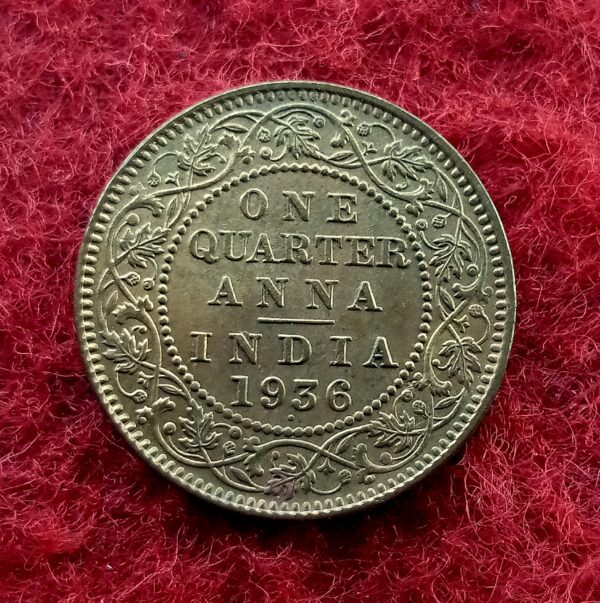 ONE
QUARTER
ANNA
INDIA
1936